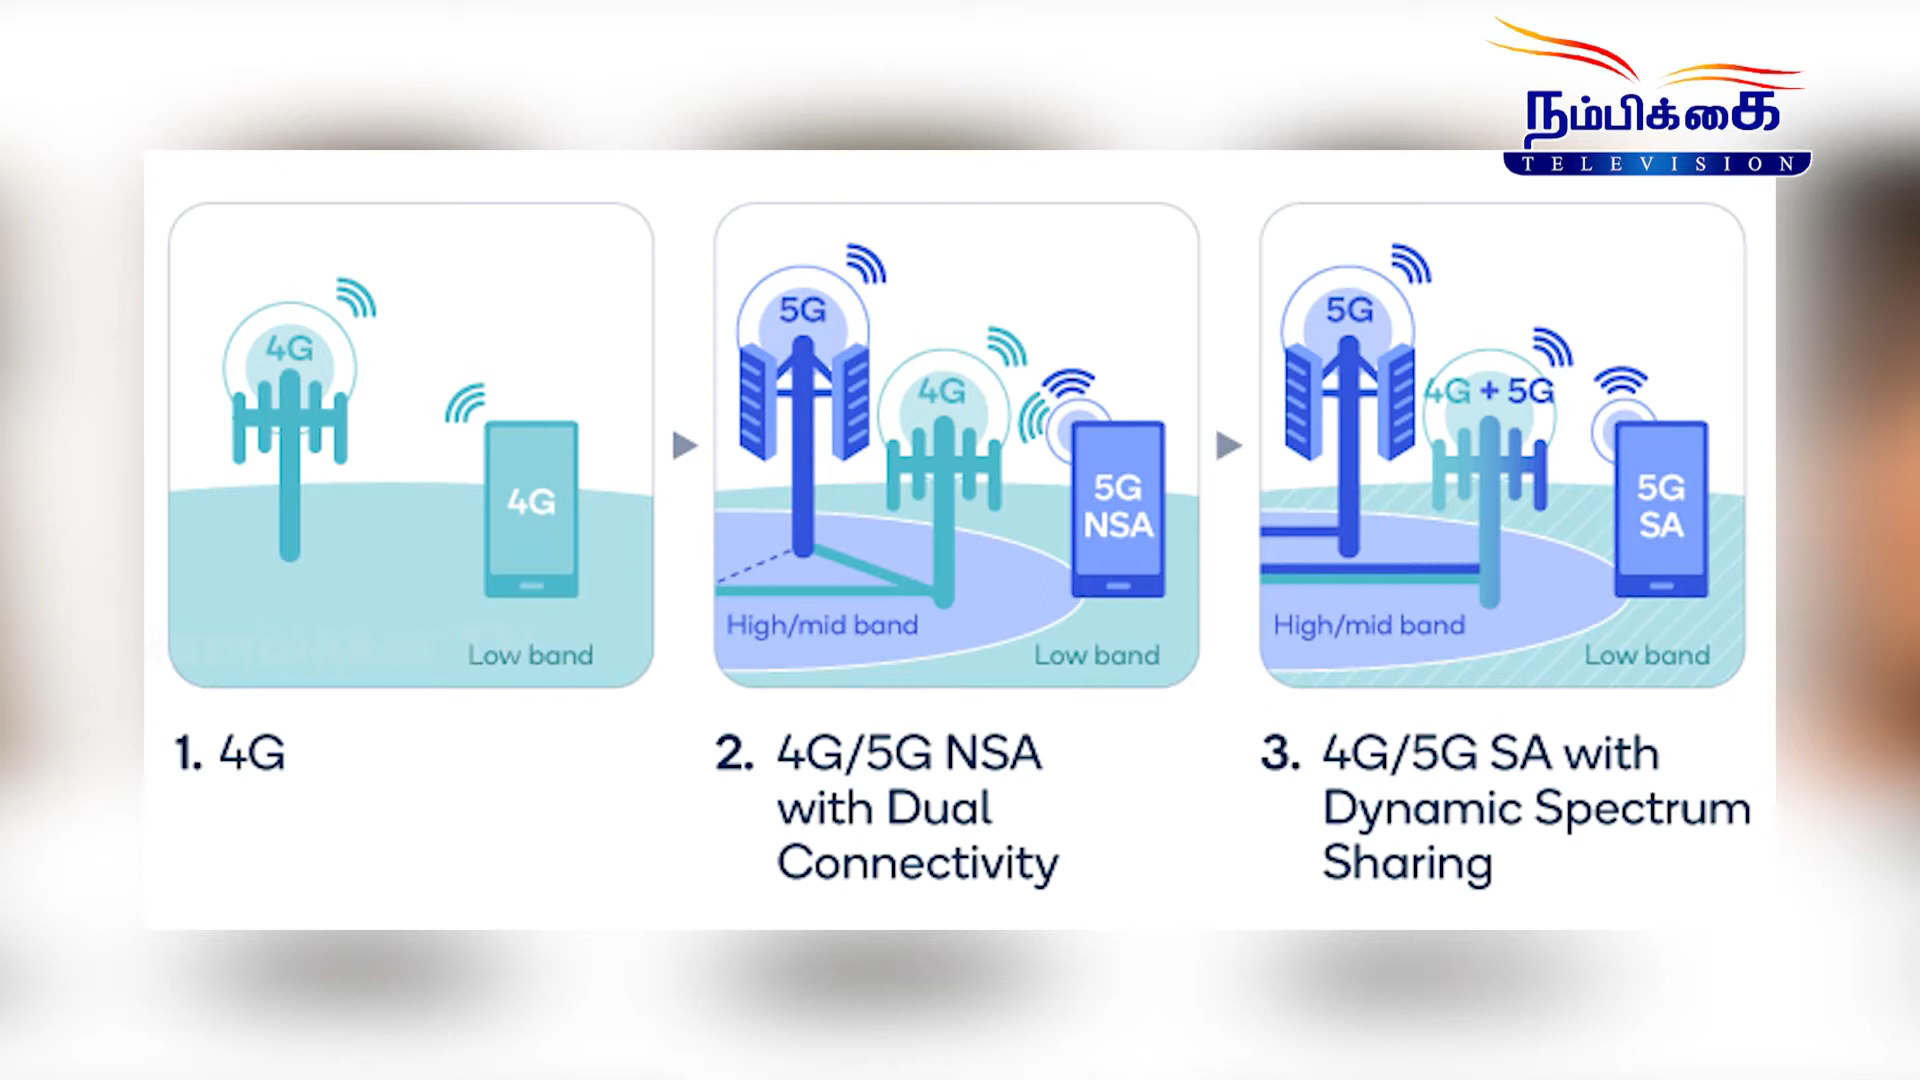 நம்பிக்கை
TELEVISION
4G
4G
Low band
1. 4G
5G
4G
5G
NSA
High/mid band
Low band
2. 4G/5G NSA
with Dual
Connectivity
5G
4G + 5G
5G
SA
High/mid band
Low band
3. 4G/5G SA with
Dynamic Spectrum
Sharing